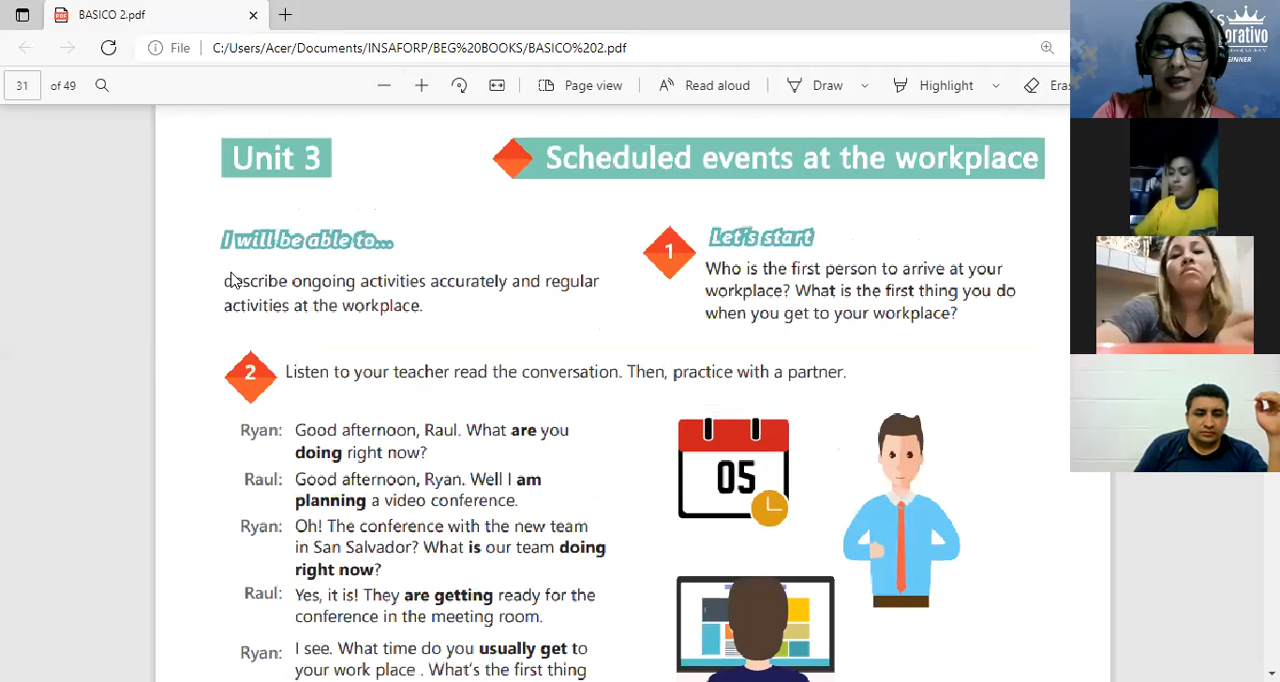 BASICO 2.pdf
File
C:/Users/Acer/Documents/INSAFORP/BEG%20BOOKS/BASICO%202.pdf
31 of 49
Page view
Read aloud
Draw
Highlight
Era
orativo
GINNER
Unit 3
Scheduled events at the workplace
I will be able to...
describe ongoing activities accurately and regular
activities at the workplace.
1
Let's start
Who is the first person to arrive at your
workplace? What is the first thing you do
when you get to your workplace?
2
Listen to your teacher read the conversation. Then, practice with a partner.
Ryan: Good afternoon, Raul. What are you
doing right now?
Raul: Good afternoon, Ryan. Well I am
planning a video conference.
Ryan: Oh! The conference with the new team
in San Salvador? What is our team doing
right now?
Raul: Yes, it is! They are getting ready for the
conference in the meeting room.
Ryan: I see. What time do you usually get to
your work place . What's the first thing
05